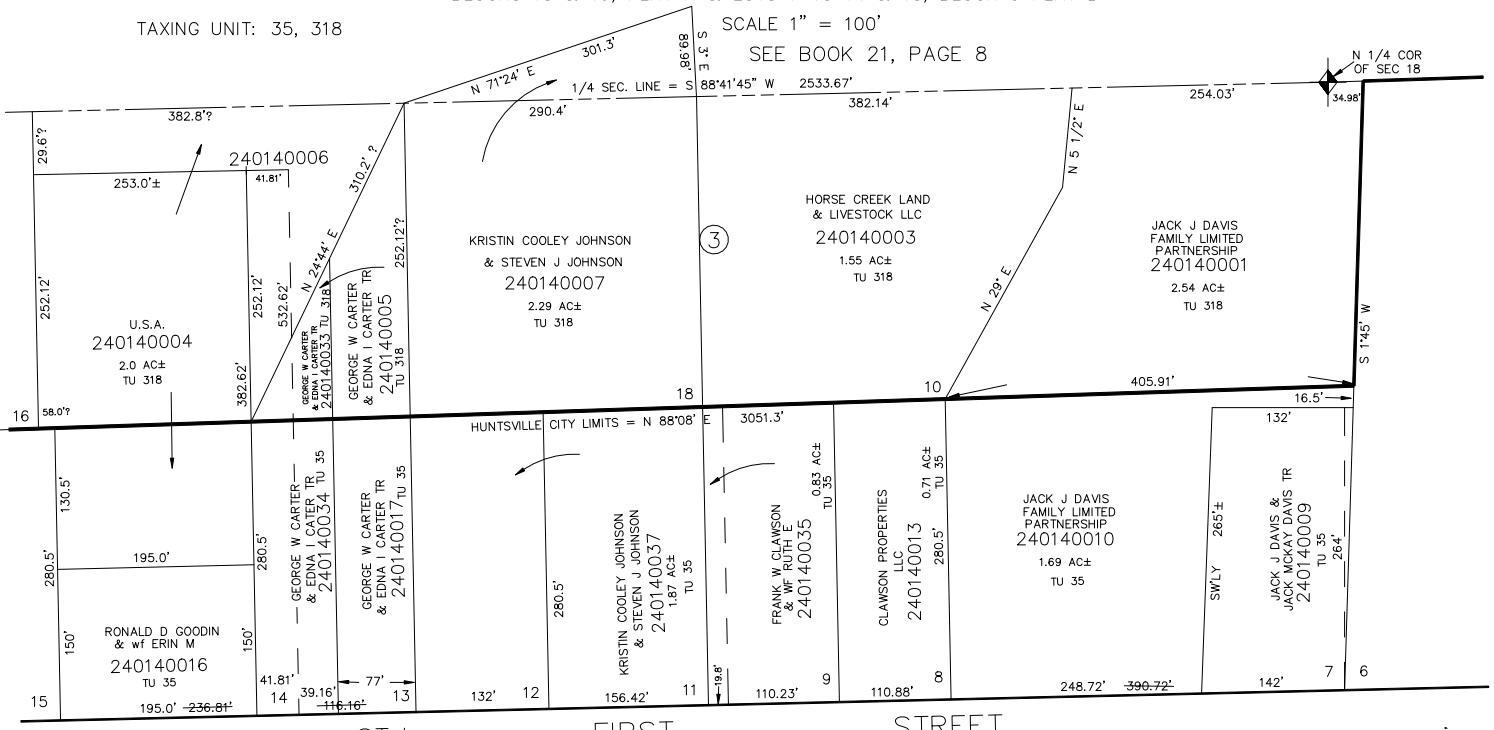 TAXING UNIT: 35, 318
SCALE 1" = 100'
SEE BOOK 21, PAGE 8
N 1/4 COR
OF SEC 18
34.98'
N 71°24' E
301.3'
89.98'
S 3° E
1/4 SEC. LINE = S 88°41'45" W 2533.67'
382.8'?
290.4'
382.14'
254.03'
29.6'?
253.0'±
240140006
41.81'
310.2' ?
N 24°44' E
252.12'?
N 5 1/2° E
252.12'
252.12'
532.62'
382.62'
U.S.A.
240140004
2.0 AC±
TU 318
GEORGE W CARTER
& EDNA I CARTER TR
240140033 TU 318
GEORGE W CARTER
& EDNA I CARTER TR
240140005
TU 318
KRISTIN COOLEY JOHNSON
& STEVEN J JOHNSON
240140007
2.29 AC±
TU 318
3
HORSE CREEK LAND
& LIVESTOCK LLC
240140003
1.55 AC±
TU 318
N 29° E
JACK J DAVIS
FAMILY LIMITED
PARTNERSHIP
240140001
2.54 AC±
TU 318
S 1°45' W
16
58.0'?
18
10
405.91'
16.5'
HUNTSVILLE CITY LIMITS = N 88°08' E 3051.3'
132'
130.5'
280.5'
195.0'
150'
150'
280.5'
RONALD D GOODIN
& wf ERIN M
240140016
TU 35
GEORGE W CARTER
& EDNA I CATER TR
240140034 TU 35
GEORGE W CARTER
& EDNA I CARTER TR
240140017 TU 35
280.5'
KRISTIN COOLEY JOHNSON
& STEVEN J JOHNSON
240140037
1.87 AC±
TU 35
FRANK W CLAWSON
& WF RUTH E
240140035
0.83 AC±
TU 35
CLAWSON PROPERTIES
LLC
240140013
0.71 AC±
TU 35
280.5'
JACK J DAVIS
FAMILY LIMITED
PARTNERSHIP
240140010
1.69 AC±
TU 35
SW'LY 265'±
JACK J DAVIS &
JACK MCKAY DAVIS TR
240140009
TU 35
264'
15
195.0' 236.81'
41.81'
14
39.16'
116.16'
77'
13
132'
12
156.42'
11
19.8'
110.23'
9
110.88'
8
248.72' 390.72'
142'
7
6
FIRST STREET